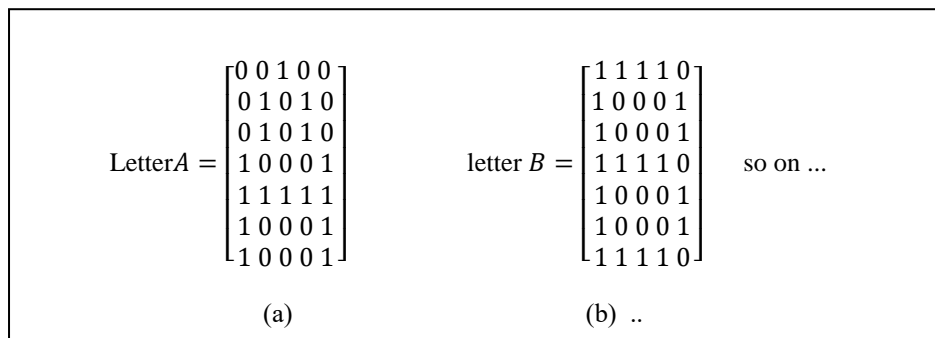 0 0 1 0 0 1 1 1 1 0
0 1 0 1 0 1 0 0 0 1
0 1 0 1 0 1 0 0 0 1
Letter𝐴 = 1 0 0 0 1 letter 𝐵 = 1 1 1 1 0 so on ...
1 1 1 1 1 1 0 0 0 1
1 0 0 0 1 1 0 0 0 1
1 0 0 0 1 1 1 1 1 0
(a) (b) ..